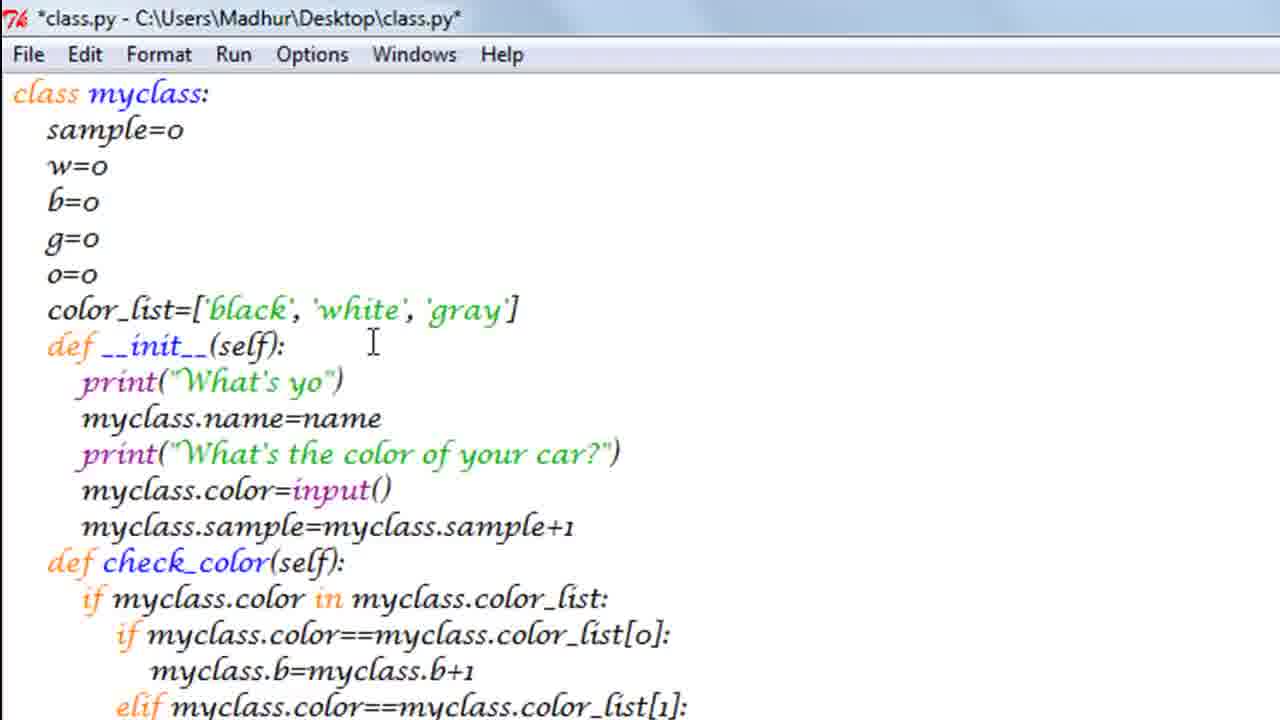 *class.py - C:\Users\Madhur\Desktop\class.py*
File Edit Format Run Options Windows Help
class myclass:
    sample=0
    w=0
    b=0
    g=0
    o=0
    color_list=['black', 'white', 'gray']
    def __init__(self):
        print("What's yo")
        myclass.name=name
        print("What's the color of your car?")
        myclass.color=input()
        myclass.sample=myclass.sample+1
    def check_color(self):
        if myclass.color in myclass.color_list:
            if myclass.color==myclass.color_list[0]:
                myclass.b=myclass.b+1
            elif myclass.color==myclass.color_list[1]: